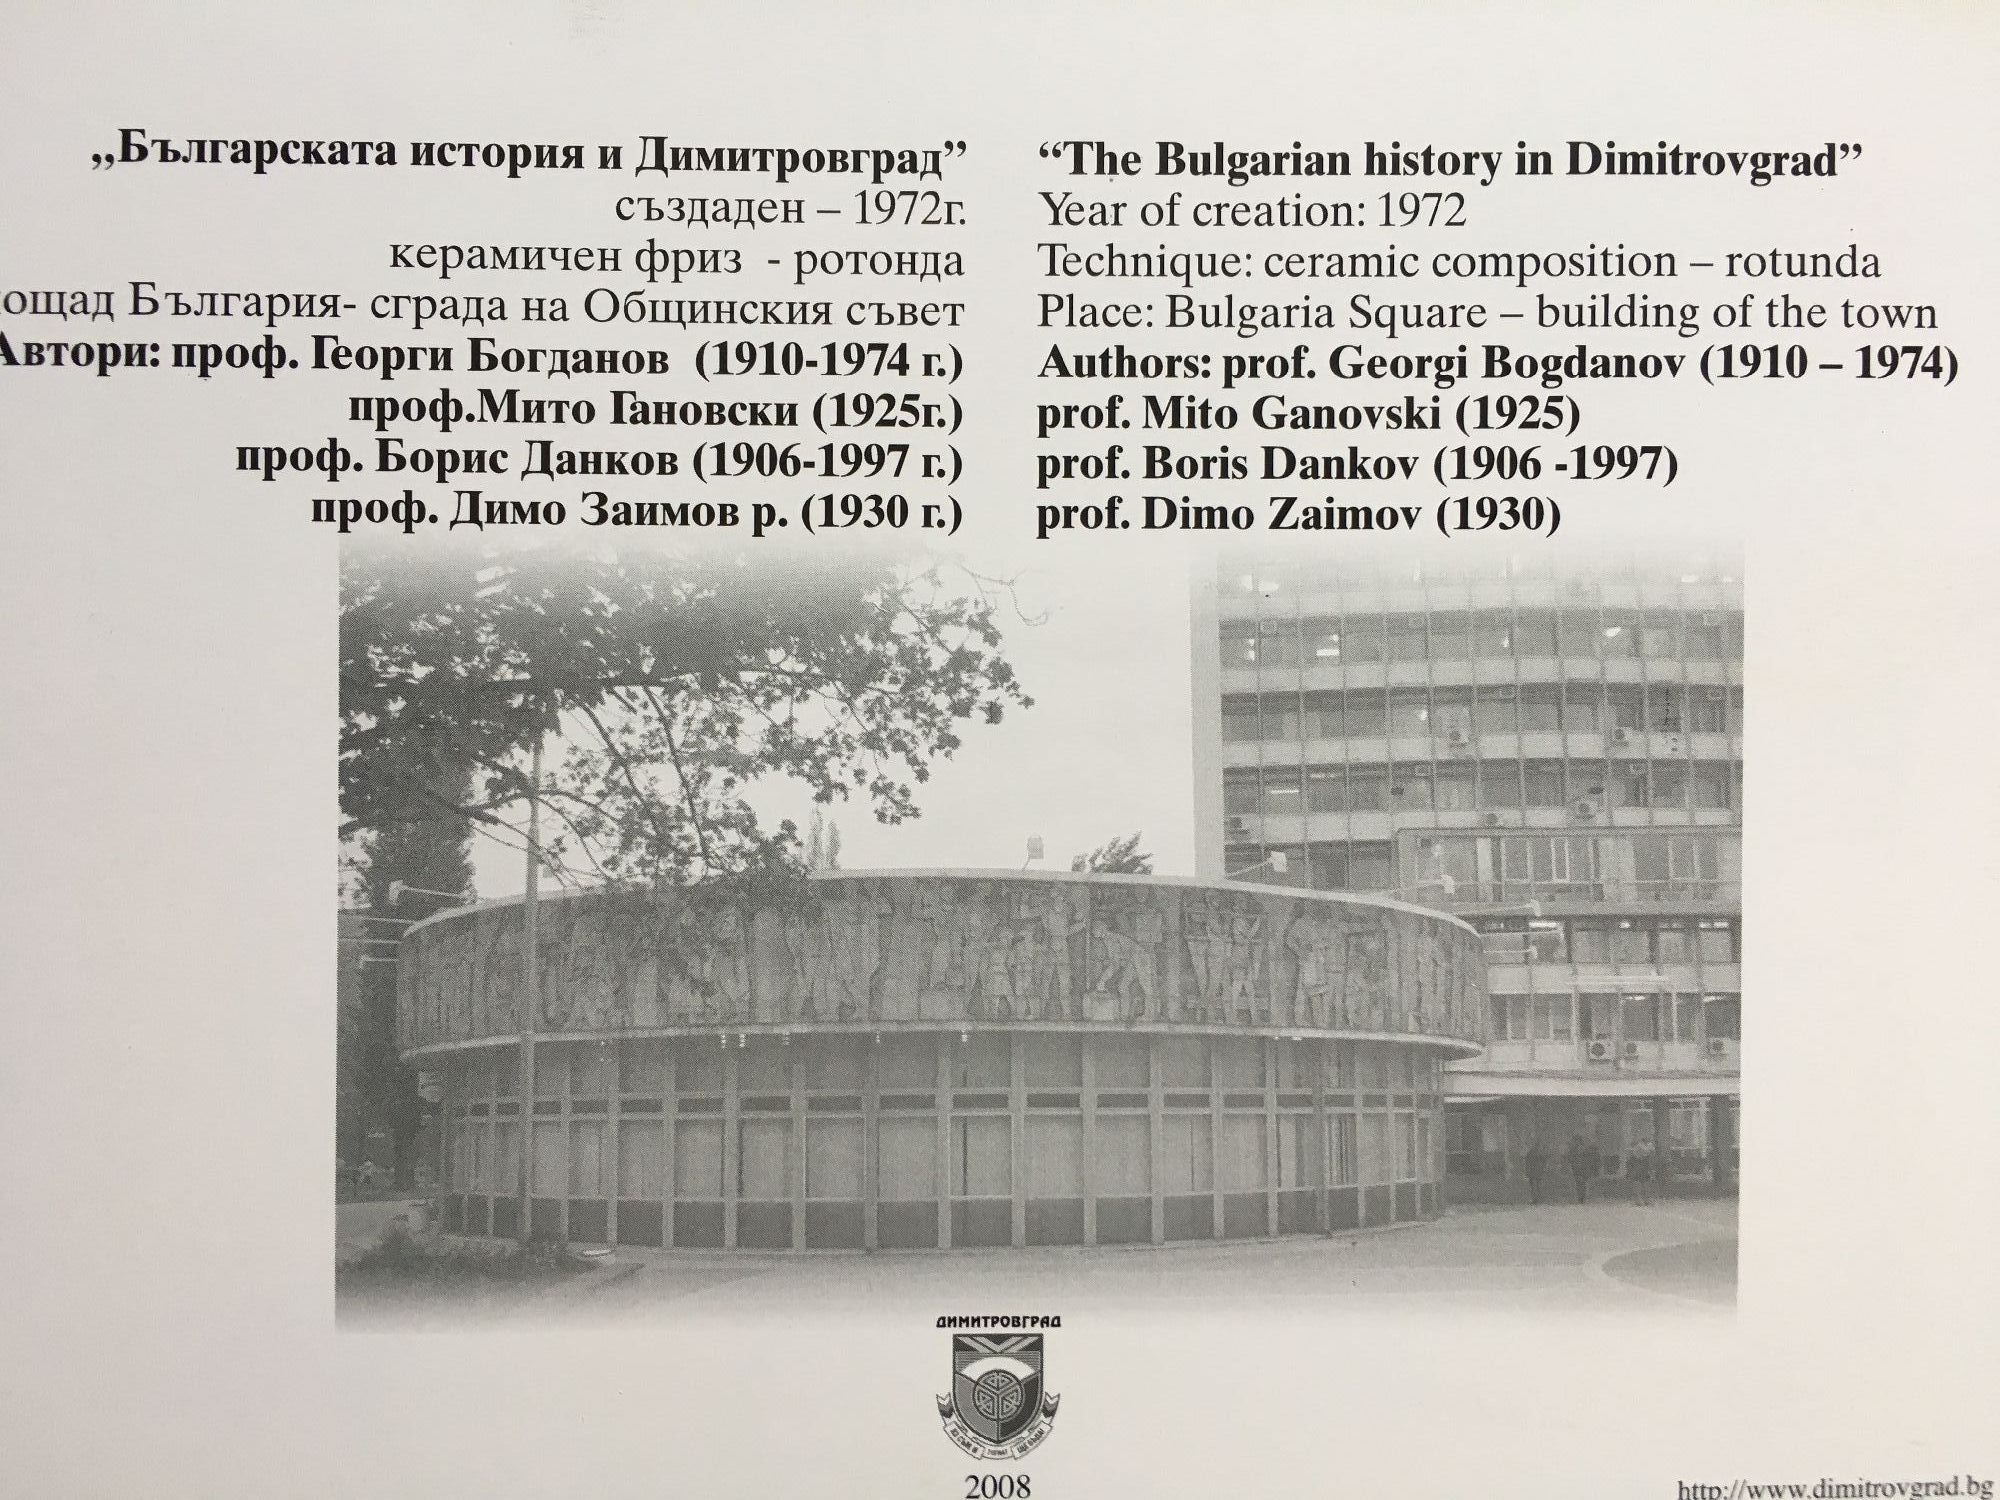 „Българската история и Димитровград”
създаден – 1972г.
керамичен фриз - ротонда
ощад България- сграда на Общинския съвет
Автори: проф. Георги Богданов (1910-1974 г.)
проф.Мито Гановски (1925г.)
проф. Борис Данков (1906-1997 г.)
проф. Димо Заимов р. (1930 г.)
“The Bulgarian history in Dimitrovgrad”
Year of creation: 1972
Technique: ceramic composition – rotunda
Place: Bulgaria Square – building of the town
Authors: prof. Georgi Bogdanov (1910 – 1974)
prof. Mito Ganovski (1925)
prof. Boris Dankov (1906 -1997)
prof. Dimo Zaimov (1930)
ДИМИТРОВГРАД
2008
http://www.dimitrovgrad.bg